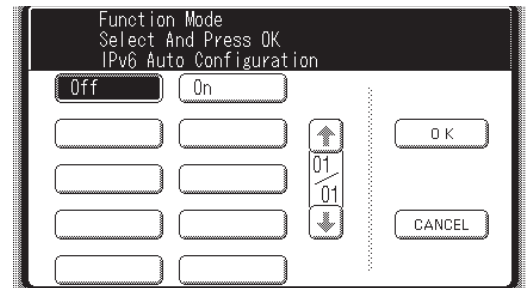 Function Mode
Select And Press OK
IPv6 Auto Configuration
Off On
OK
01
01
CANCEL